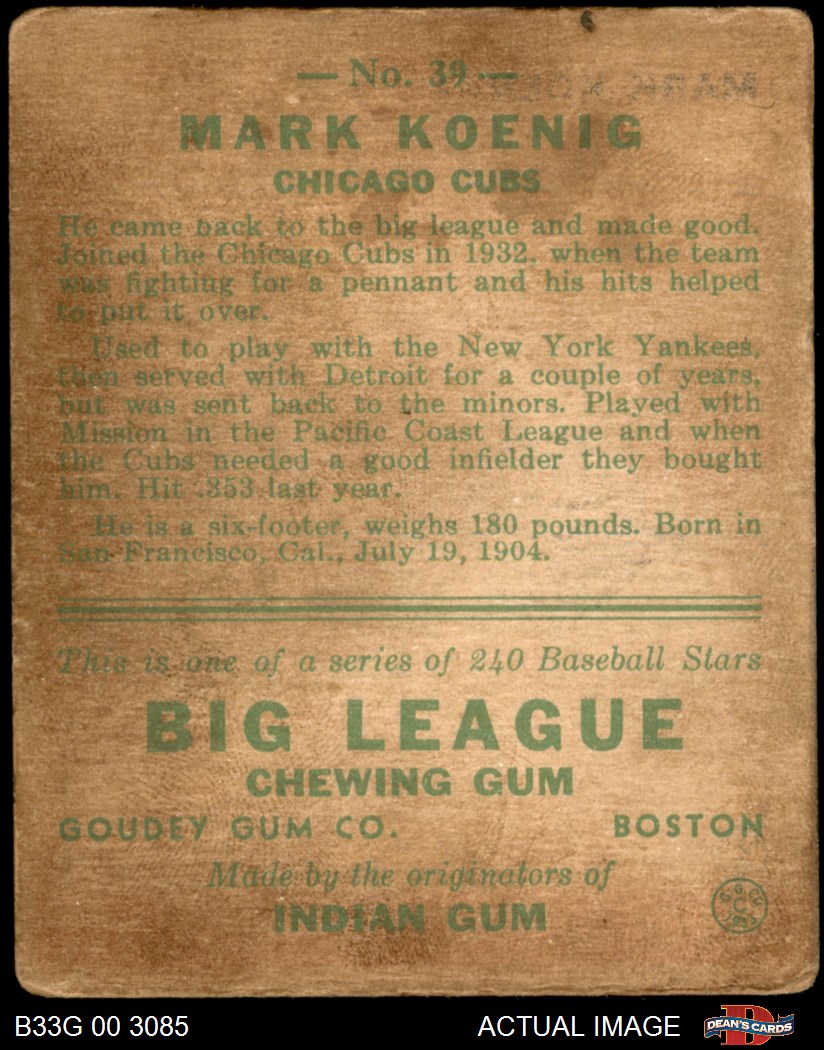 — No. 39 —
MARK KOENIG
CHICAGO CUBS
He came back to the big league and made good.
Joined the Chicago Cubs in 1932, when the team
was fighting for a pennant and his hits helped
to put it over.
Used to play with the New York Yankees,
then served with Detroit for a couple of years,
but was sent back to the minors. Played with
Mission in the Pacific Coast League and when
the Cubs needed a good infielder they bought
him. Hit .353 last year.
He is a six-footer, weighs 180 pounds. Born in
San Francisco, Cal., July 19, 1904.
This is one of a series of 240 Baseball Stars
BIG LEAGUE
CHEWING GUM
GOUDEY GUM CO. BOSTON
Made by the originators of
INDIAN GUM
B33G 00 3085 ACTUAL IMAGE DEAN'S CARDS